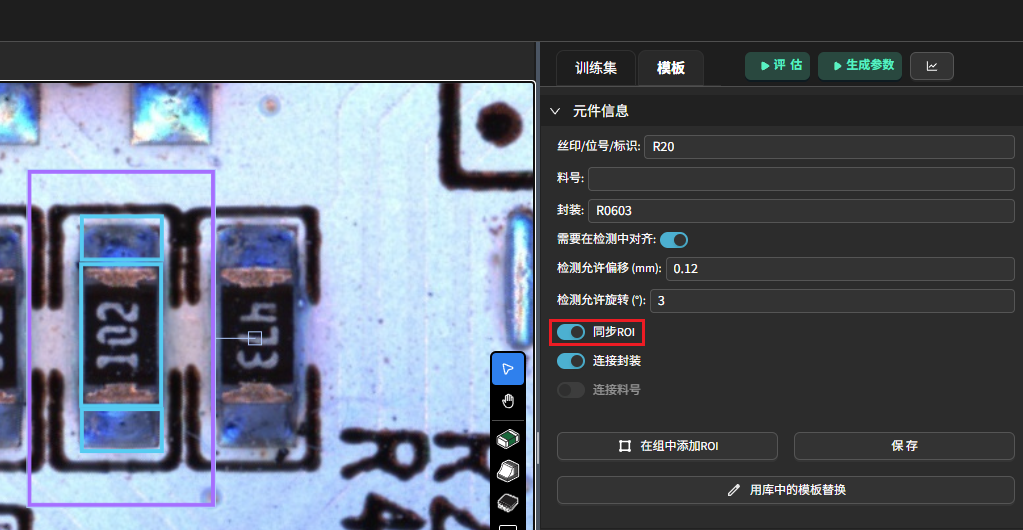 训练集
模板
评 估
生成参数
元件信息
丝印/位号/标识: R20
料号:
封装: R0603
需要在检测中对齐:
检测允许偏移 (mm): 0.12
检测允许旋转 (°): 3
同步ROI
连接封装
连接料号
在组中添加ROI
保 存
用库中的模板替换
102
473
R
R
4